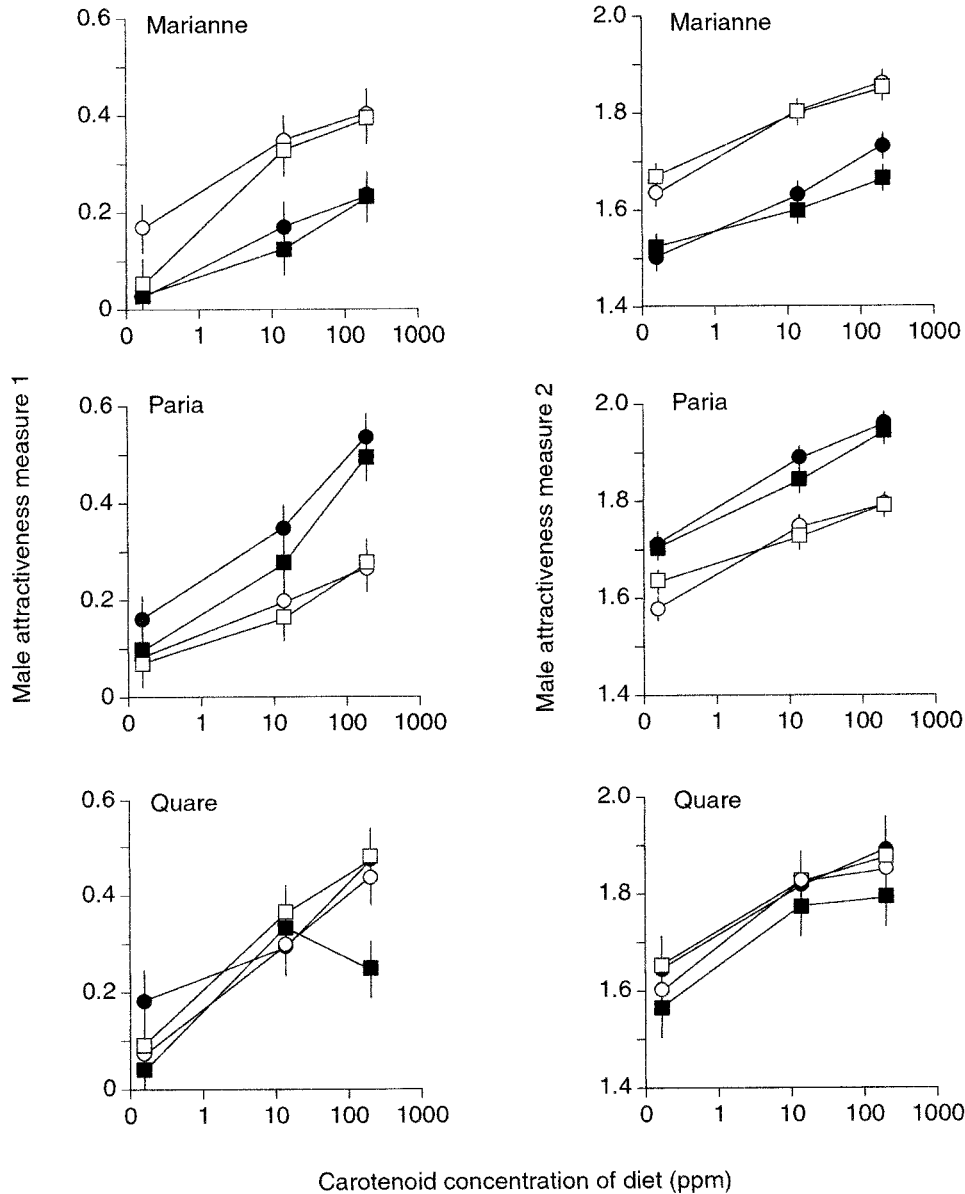 Marianne
0.6
0.4
0.2
0
0 1 10 100 1000
Marianne
2.0
1.8
1.6
1.4
0 1 10 100 1000
Male attractiveness measure 1
Paria
0.6
0.4
0.2
0
0 1 10 100 1000
Male attractiveness measure 2
Paria
2.0
1.8
1.6
1.4
0 1 10 100 1000
Quare
0.6
0.4
0.2
0
0 1 10 100 1000
Quare
2.0
1.8
1.6
1.4
0 1 10 100 1000
Carotenoid concentration of diet (ppm)